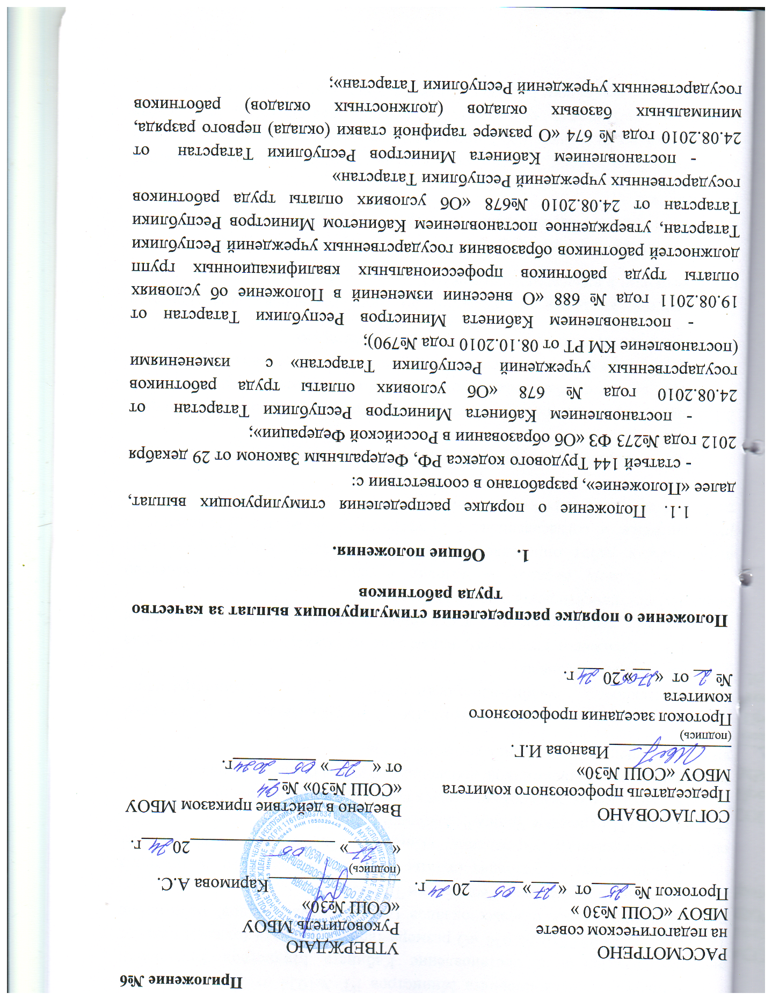 Приложение №6
РАССМОТРЕНО
на педагогическом совете
МБОУ «СОШ №30 »
Протокол № 25 от «27» 05 2024 г.
УТВЕРЖДАЮ
Руководитель МБОУ
«СОШ №30»
Каримова А.С.
(подпись)
«27» 05 2024 г.
СОГЛАСОВАНО
Председатель профсоюзного комитета
МБОУ «СОШ №30»
Иванова И.Г.
(подпись)
Протокол заседания профсоюзного
комитета
№ 2 от «27» 05 2024 г.
Введено в действие приказом МБОУ
«СОШ №30» № 94
от «27» 05 2024г.
Положение о порядке распределения стимулирующих выплат за качество
труда работников
1. Общие положения.
1.1. Положение о порядке распределения стимулирующих выплат,
далее «Положение», разработано в соответствии с:
- статьей 144 Трудового кодекса РФ, Федеральным Законом от 29 декабря
2012 года №273 ФЗ «Об образовании в Российской Федерации»;
- постановлением Кабинета Министров Республики Татарстан от
24.08.2010 года № 678 «Об условиях оплаты труда работников
государственных учреждений Республики Татарстан» с изменениями
(постановление КМ РТ от 08.10.2010 года №790);
- постановлением Кабинета Министров Республики Татарстан от
19.08.2011 года № 688 «О внесении изменений в Положение об условиях
оплаты труда работников профессиональных квалификационных групп
должностей работников образования государственных учреждений Республики
Татарстан, утвержденное постановлением Кабинетом Министров Республики
Татарстан от 24.08.2010 №678 «Об условиях оплаты труда работников
государственных учреждений Республики Татарстан»
- постановлением Кабинета Министров Республики Татарстан от
24.08.2010 года № 674 «О размере тарифной ставки (оклада) первого разряда,
минимальных базовых окладов (должностных окладов) работников
государственных учреждений Республики Татарстан»;